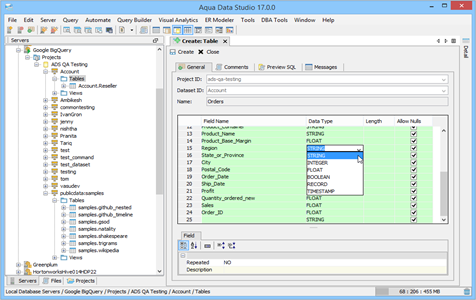 Aqua Data Studio 17.0.0
File Edit Server Query Automate Query Builder Visual Analytics ER Modeler Tools DBA Tools Window Help
Servers
Google BigQuery
Projects
ADS QA Testing
Account
Tables
Account.Reseller
Views
Ambikesh
commontesting
IvanGron
jenny
nishtha
Pranita
Tariq
test
test_command
test_dataset
testing
tom
vasudev
publicdata:samples
Tables
samples.github_nested
samples.github_timeline
samples.gsod
samples.natality
samples.shakespeare
samples.trigrams
samples.wikipedia
Views
Greenplum
HortonworksHive014HDP22
Servers Files Projects
Create: Table
Create Close
General Comments Preview SQL Messages
Project ID: ads-qa-testing
Dataset ID: Account
Name: Orders
Field Name Data Type Length Allow Nulls
12 Product_Container STRING
13 Product_Name STRING
14 Product_Base_Margin FLOAT
15 Region STRING
16 State_or_Province STRING
17 City INTEGER
18 Postal_Code FLOAT
19 Order_Date BOOLEAN
20 Ship_Date RECORD
21 Profit TIMESTAMP
22 Quantity_ordered_new FLOAT
23 Sales FLOAT
24 Order_ID STRING
25
Field
Repeated NO
Description
Detail
Local Database Servers / Google BigQuery / Projects / ADS QA Testing / Account / Tables
68 : 206 : 455 MB